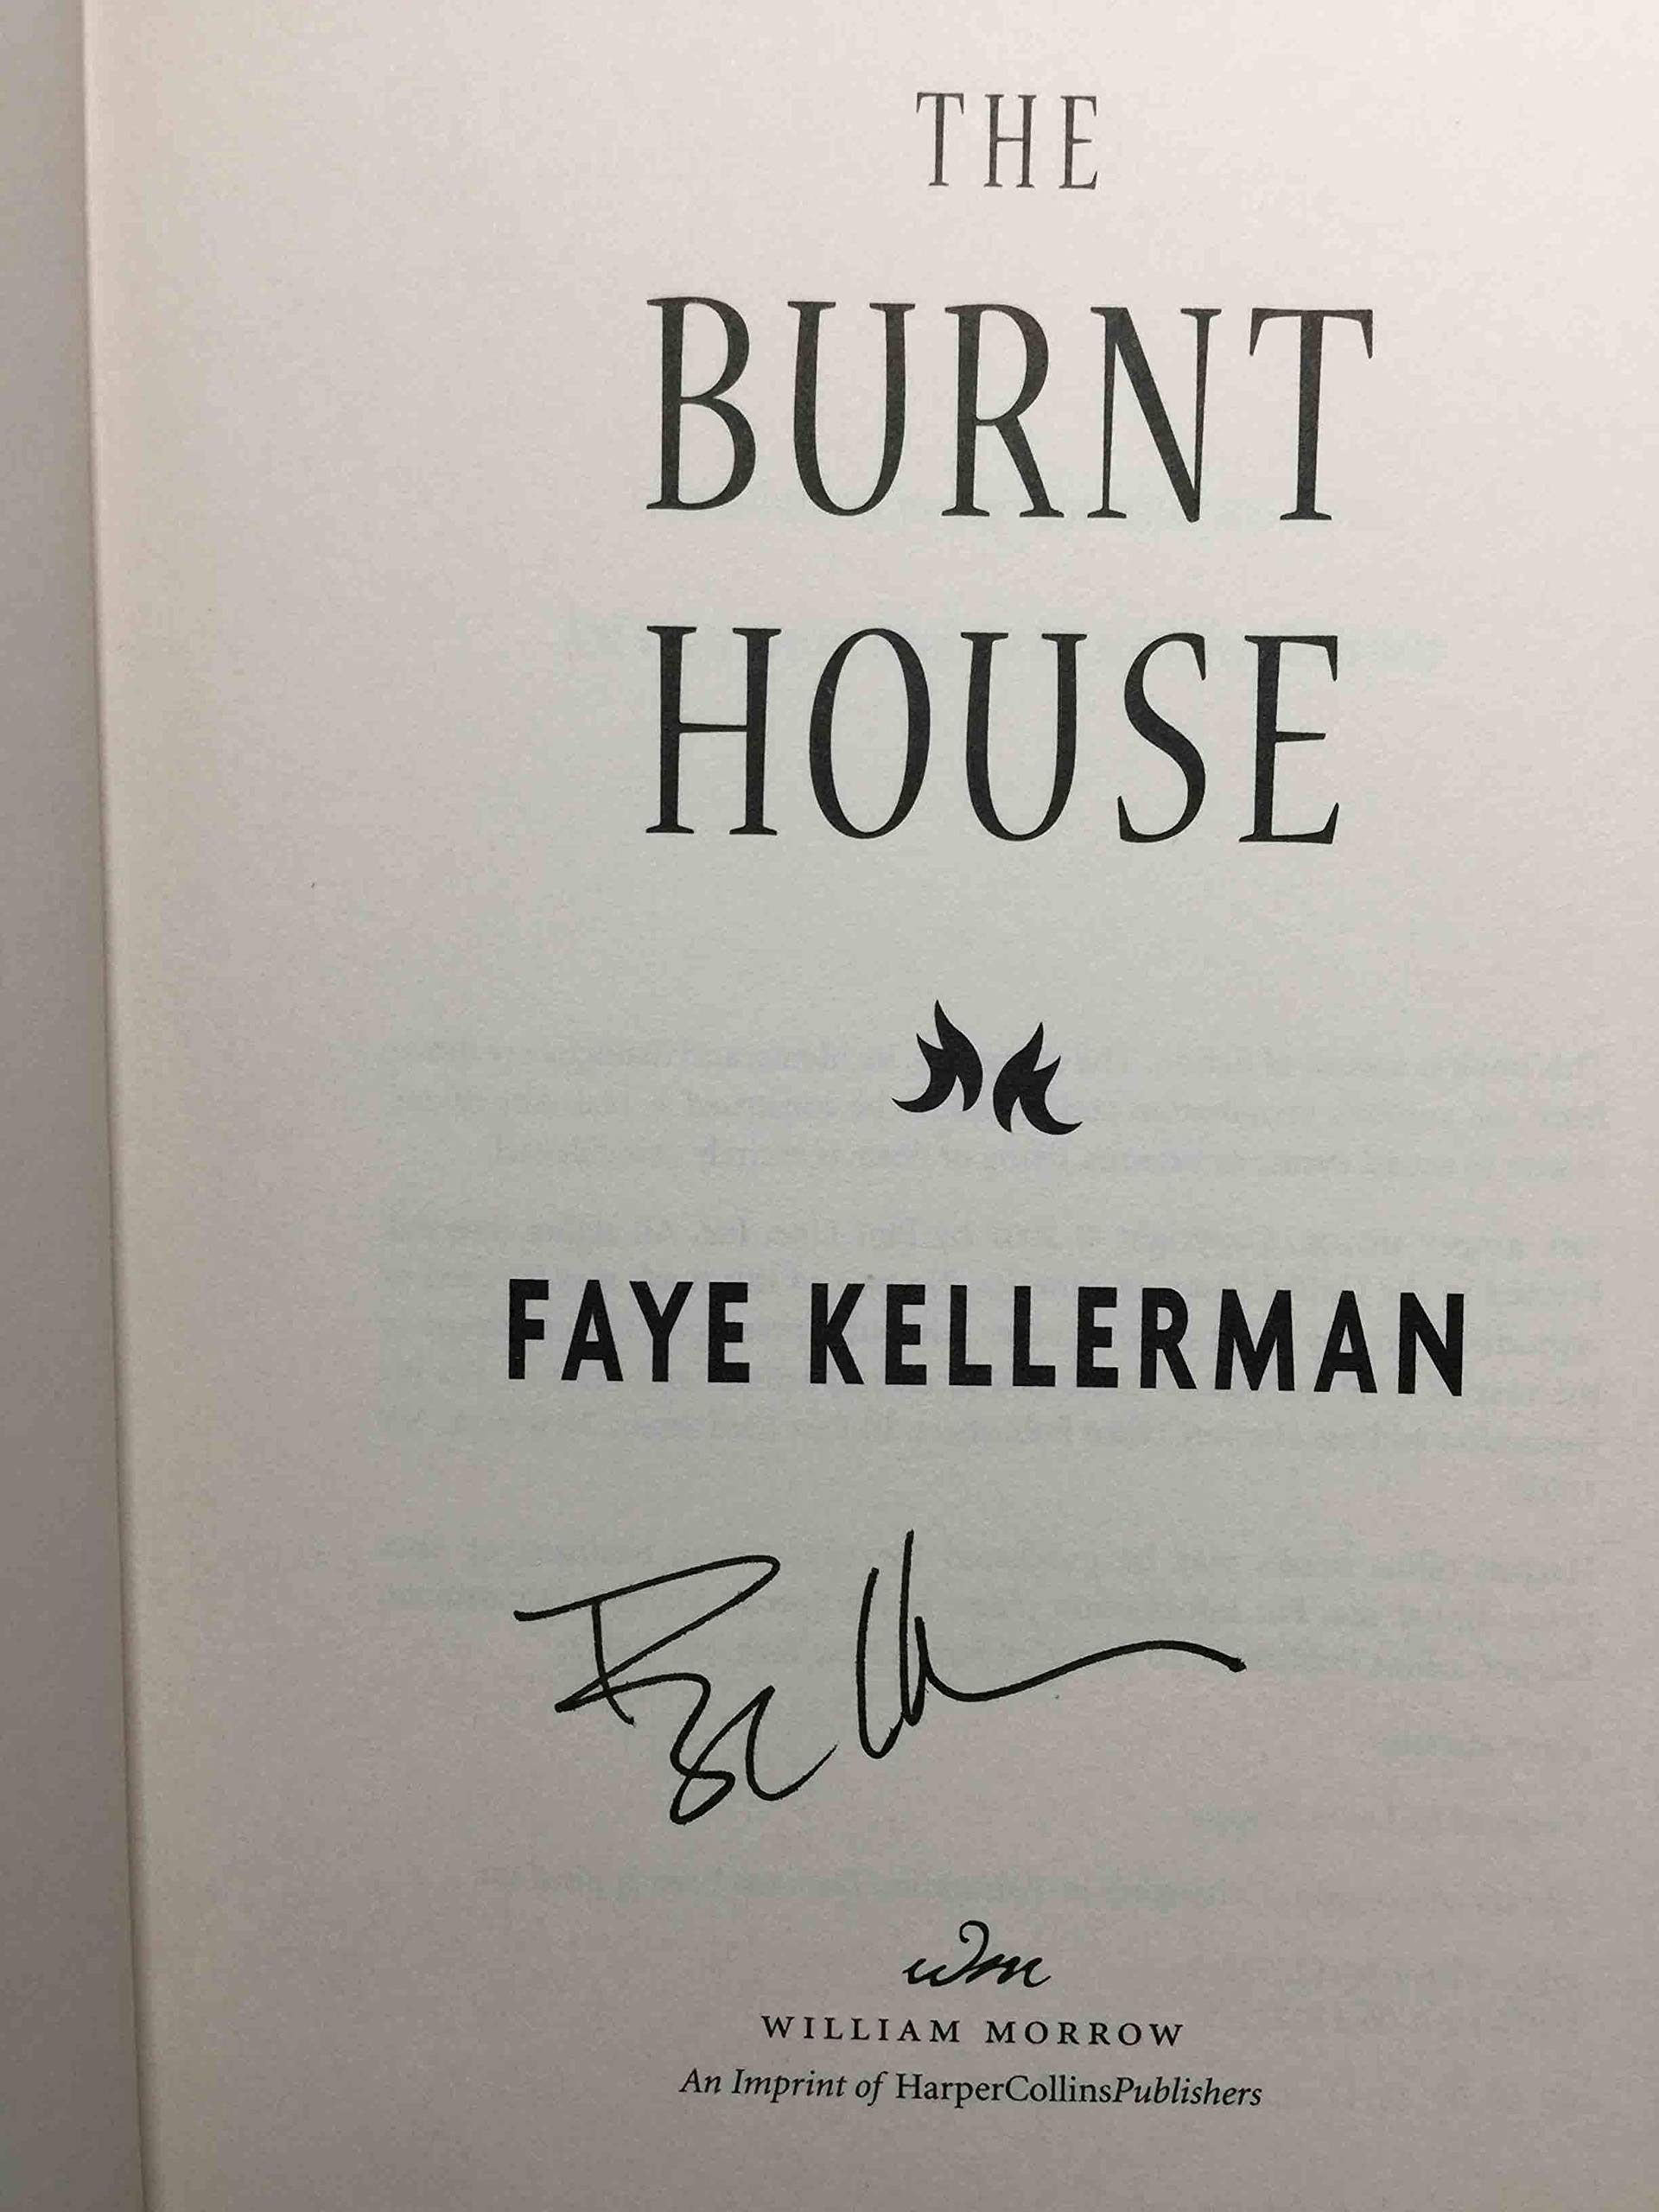 THE
BURNT
HOUSE
FAYE KELLERMAN
wm
WILLIAM MORROW
An Imprint of HarperCollinsPublishers